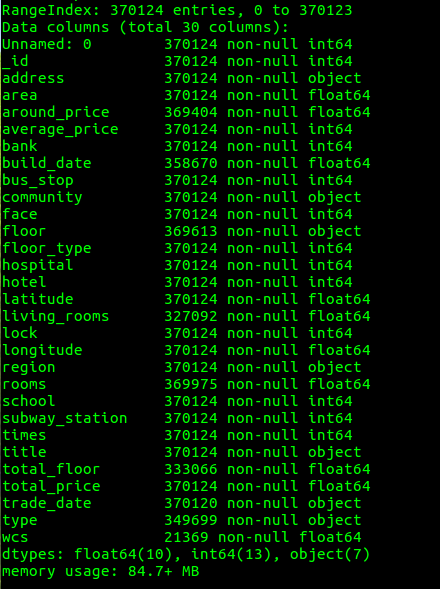 RangeIndex: 370124 entries, 0 to 370123
Data columns (total 30 columns):
Unnamed: 0        370124 non-null int64
_id               370124 non-null int64
address           370124 non-null object
area              370124 non-null float64
around_price      369404 non-null float64
average_price     370124 non-null int64
bank              370124 non-null int64
build_date        358670 non-null float64
bus_stop          370124 non-null int64
community         370124 non-null object
face              370124 non-null int64
floor             369613 non-null object
floor_type        370124 non-null int64
hospital          370124 non-null int64
hotel             370124 non-null int64
latitude          370124 non-null float64
living_rooms      327092 non-null float64
lock              370124 non-null int64
longitude         370124 non-null float64
region            370124 non-null object
rooms             369975 non-null float64
school            370124 non-null int64
subway_station    370124 non-null int64
times             370124 non-null int64
title             370124 non-null object
total_floor       333066 non-null float64
total_price       370124 non-null float64
trade_date        370120 non-null object
type              349699 non-null object
wcs               21369 non-null float64
dtypes: float64(10), int64(13), object(7)
memory usage: 84.7+ MB